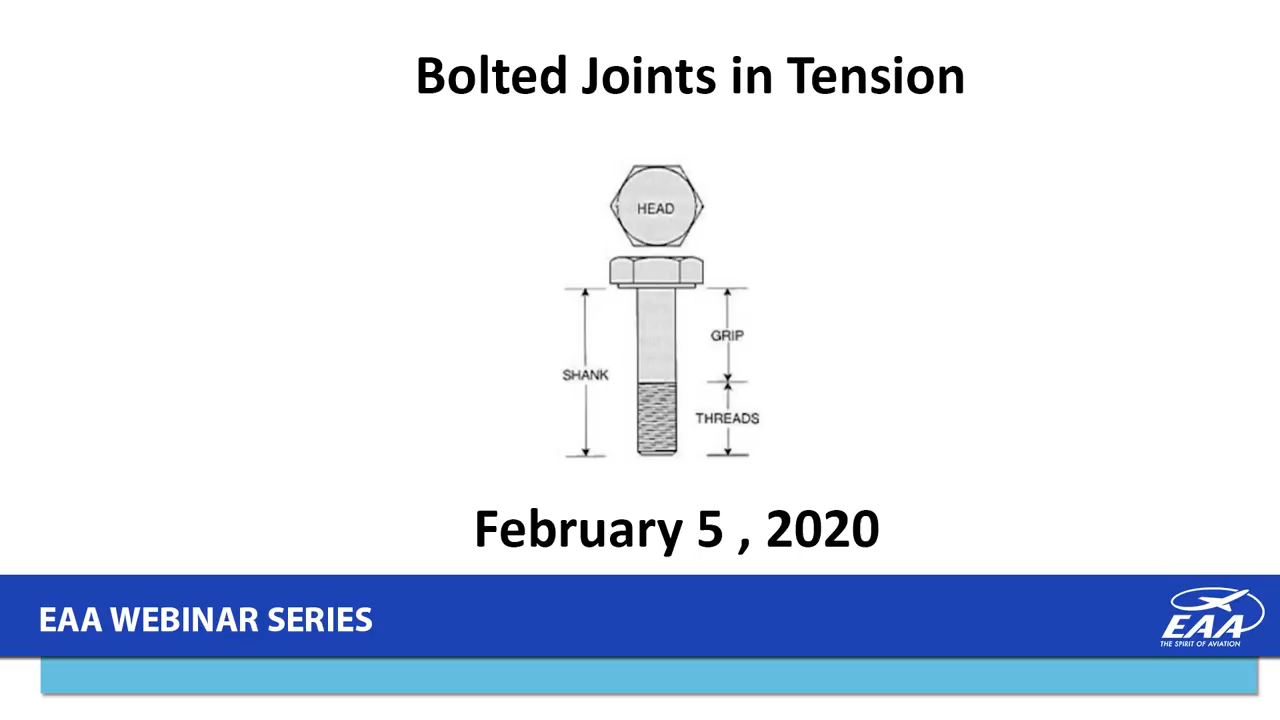 Bolted Joints in Tension
HEAD
GRIP
SHANK
THREADS
February 5 , 2020
EAA WEBINAR SERIES
EAA
THE SPIRIT OF AVIATION